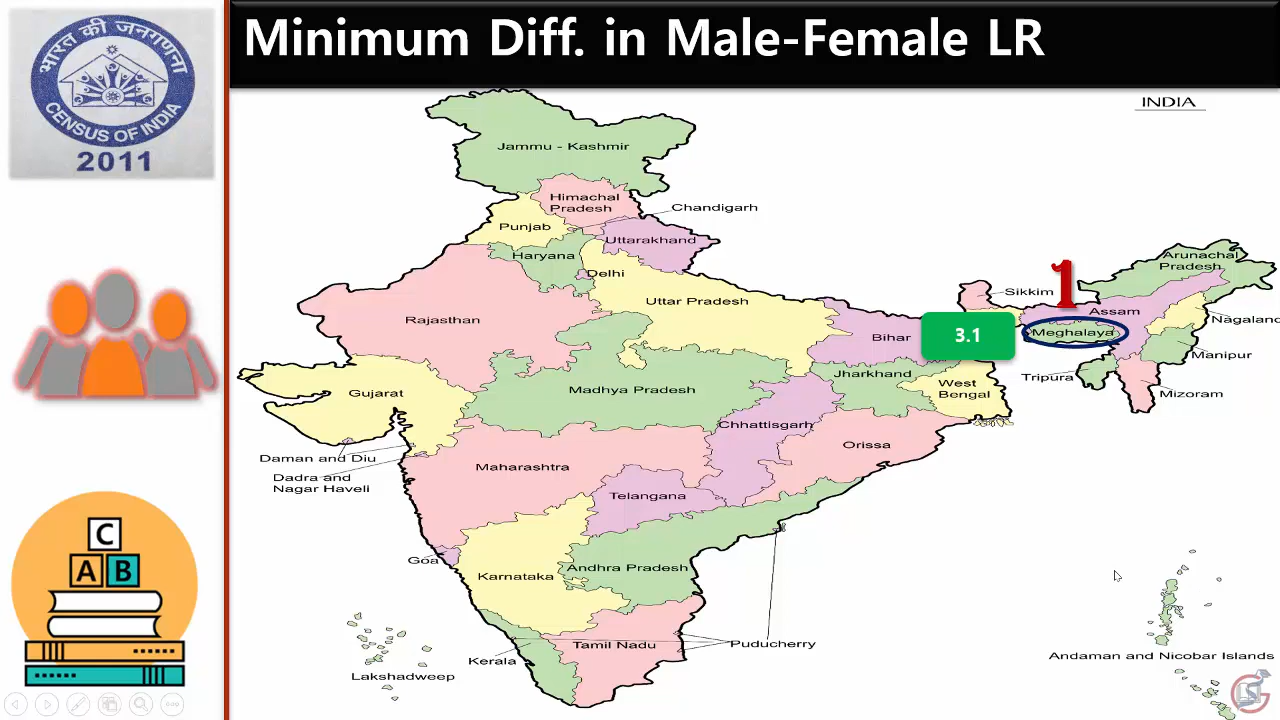 Minimum Diff. in Male-Female LR
भारत की जनगणना
CENSUS OF INDIA
2011
INDIA
Jammu - Kashmir
Himachal
Pradesh
Chandigarh
Punjab
Uttarakhand
Haryana
Delhi
Arunachal
Pradesh
Sikkim
1
Uttar Pradesh
Assam
Rajasthan
Nagaland
Bihar
3.1
Meghalaya
Manipur
Jharkhand
Tripura
West
Bengal
Gujarat
Madhya Pradesh
Mizoram
Chhattisgarh
Orissa
Daman and Diu
Dadra and
Nagar Haveli
Maharashtra
Telangana
Goa
Karnataka
Andhra Pradesh
Kerala
Tamil Nadu
Puducherry
Lakshadweep
Andaman and Nicobar Islands
C
A B